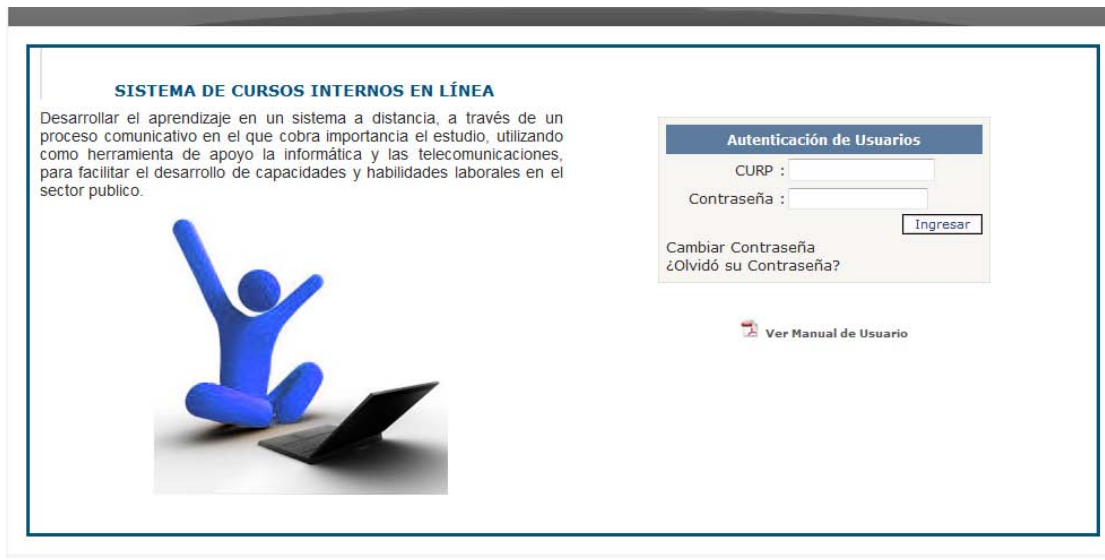 SISTEMA DE CURSOS INTERNOS EN LÍNEA
Desarrollar el aprendizaje en un sistema a distancia, a través de un
proceso comunicativo en el que cobra importancia el estudio, utilizando
como herramienta de apoyo la informática y las telecomunicaciones,
para facilitar el desarrollo de capacidades y habilidades laborales en el
sector publico.
Autenticación de Usuarios
CURP :
Contraseña :
Ingresar
Cambiar Contraseña
¿Olvidó su Contraseña?
Ver Manual de Usuario